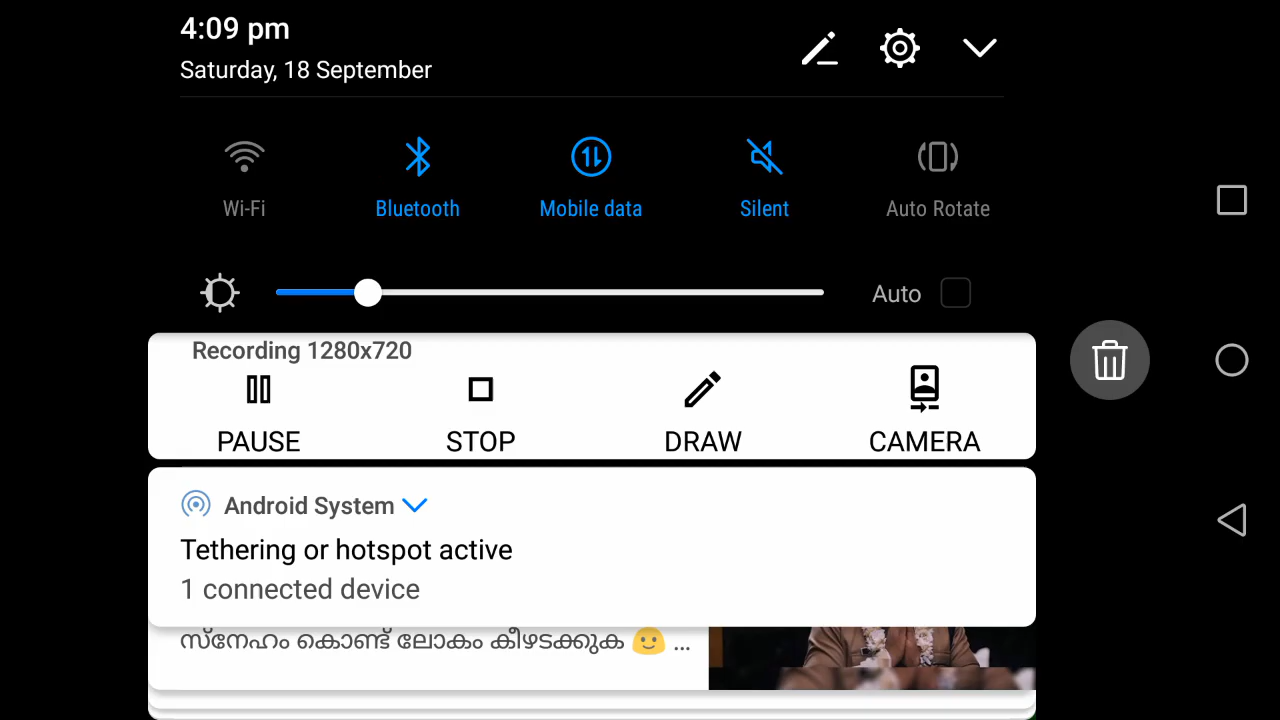 4:09 pm
Saturday, 18 September
Wi-Fi
Bluetooth
Mobile data
Silent
Auto Rotate
Auto
Recording 1280x720
PAUSE
STOP
DRAW
CAMERA
Android System
Tethering or hotspot active
1 connected device
സ്നേഹം കൊണ്ട് ലോകം കീഴടക്കുക 🙂 ...